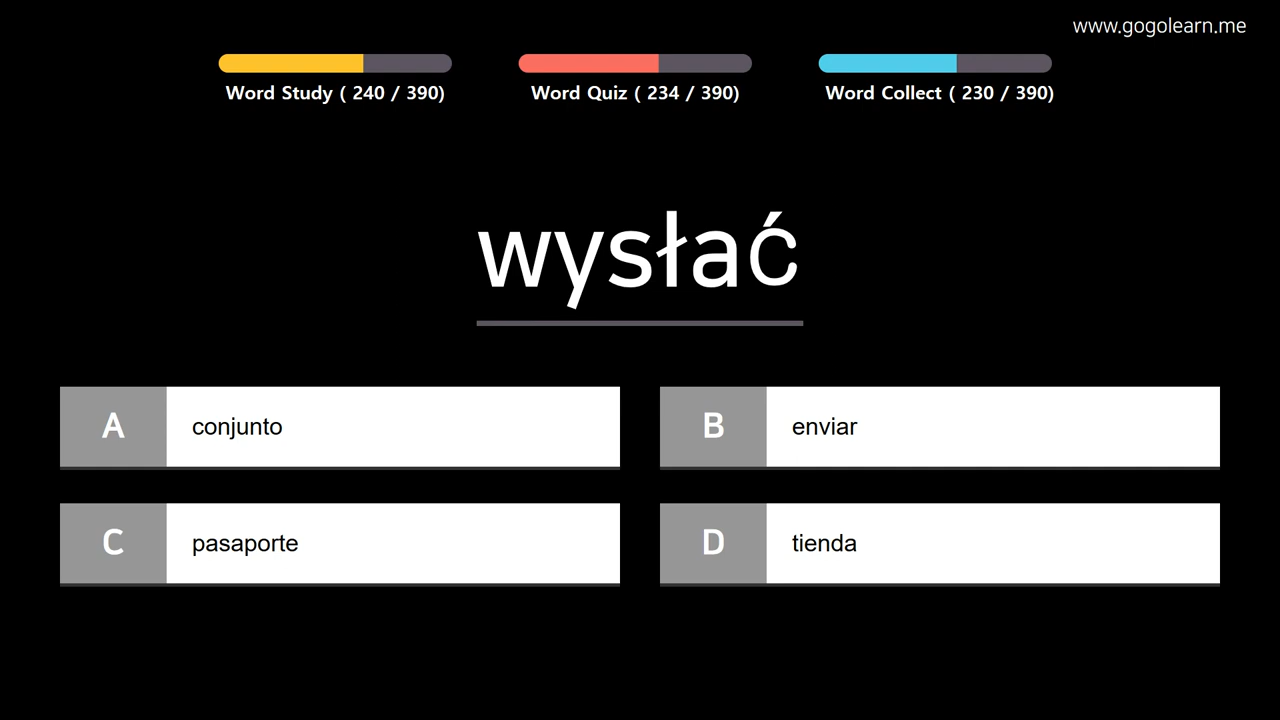 www.gogolearn.me
Word Study ( 240 / 390)
Word Quiz ( 234 / 390)
Word Collect ( 230 / 390)
wysłać
A conjunto
B enviar
C pasaporte
D tienda